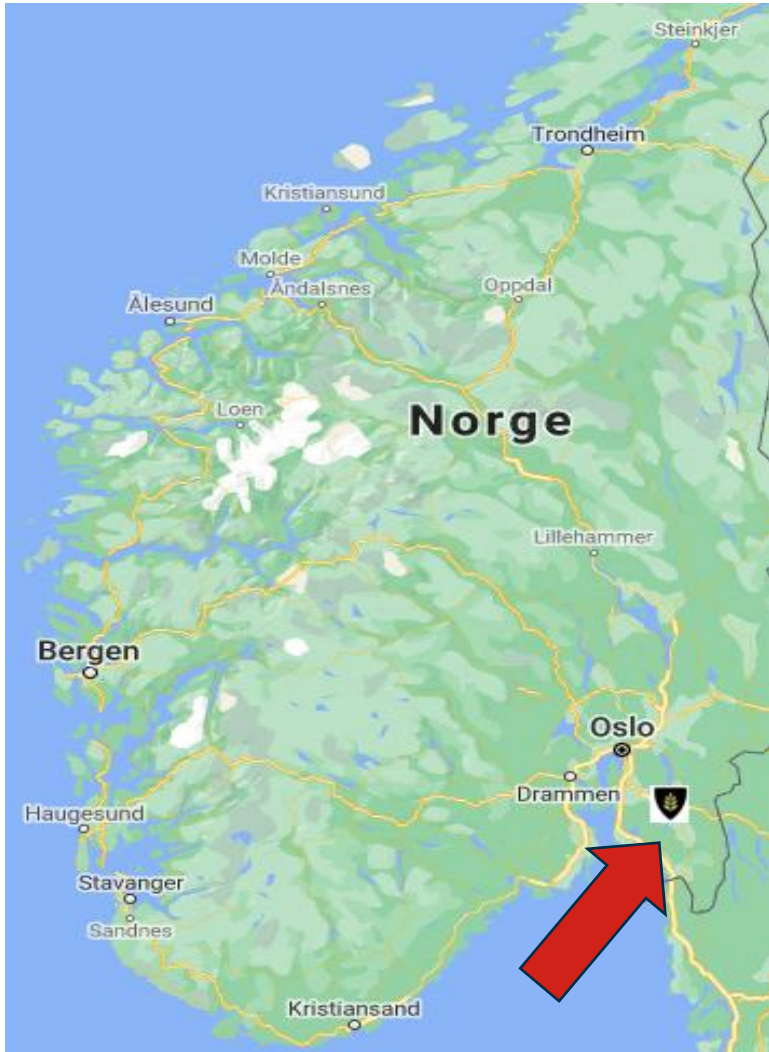 Steinkjer
Trondheim
Kristiansund
Molde
Åndalsnes
Oppdal
Ålesund
Loen
Norge
Lillehammer
Bergen
Oslo
Drammen
Haugesund
Stavanger
Sandnes
Kristiansand